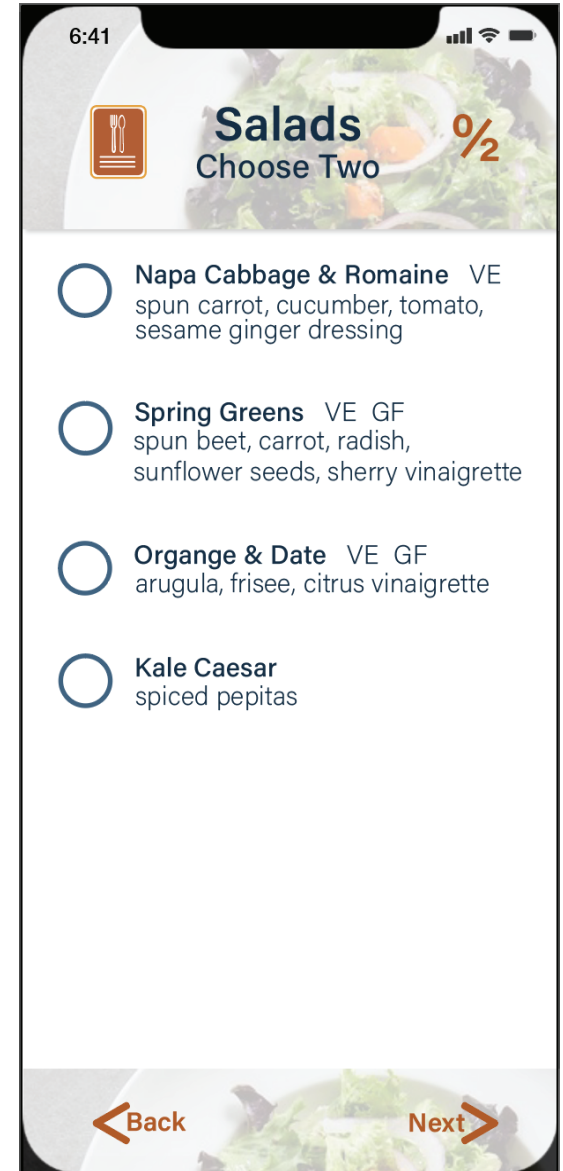 6:41
Salads
Choose Two
0/2
Napa Cabbage & Romaine VE
spun carrot, cucumber, tomato,
sesame ginger dressing
Spring Greens VE GF
spun beet, carrot, radish,
sunflower seeds, sherry vinaigrette
Organge & Date VE GF
arugula, frisee, citrus vinaigrette
Kale Caesar
spiced pepitas
Back
Next